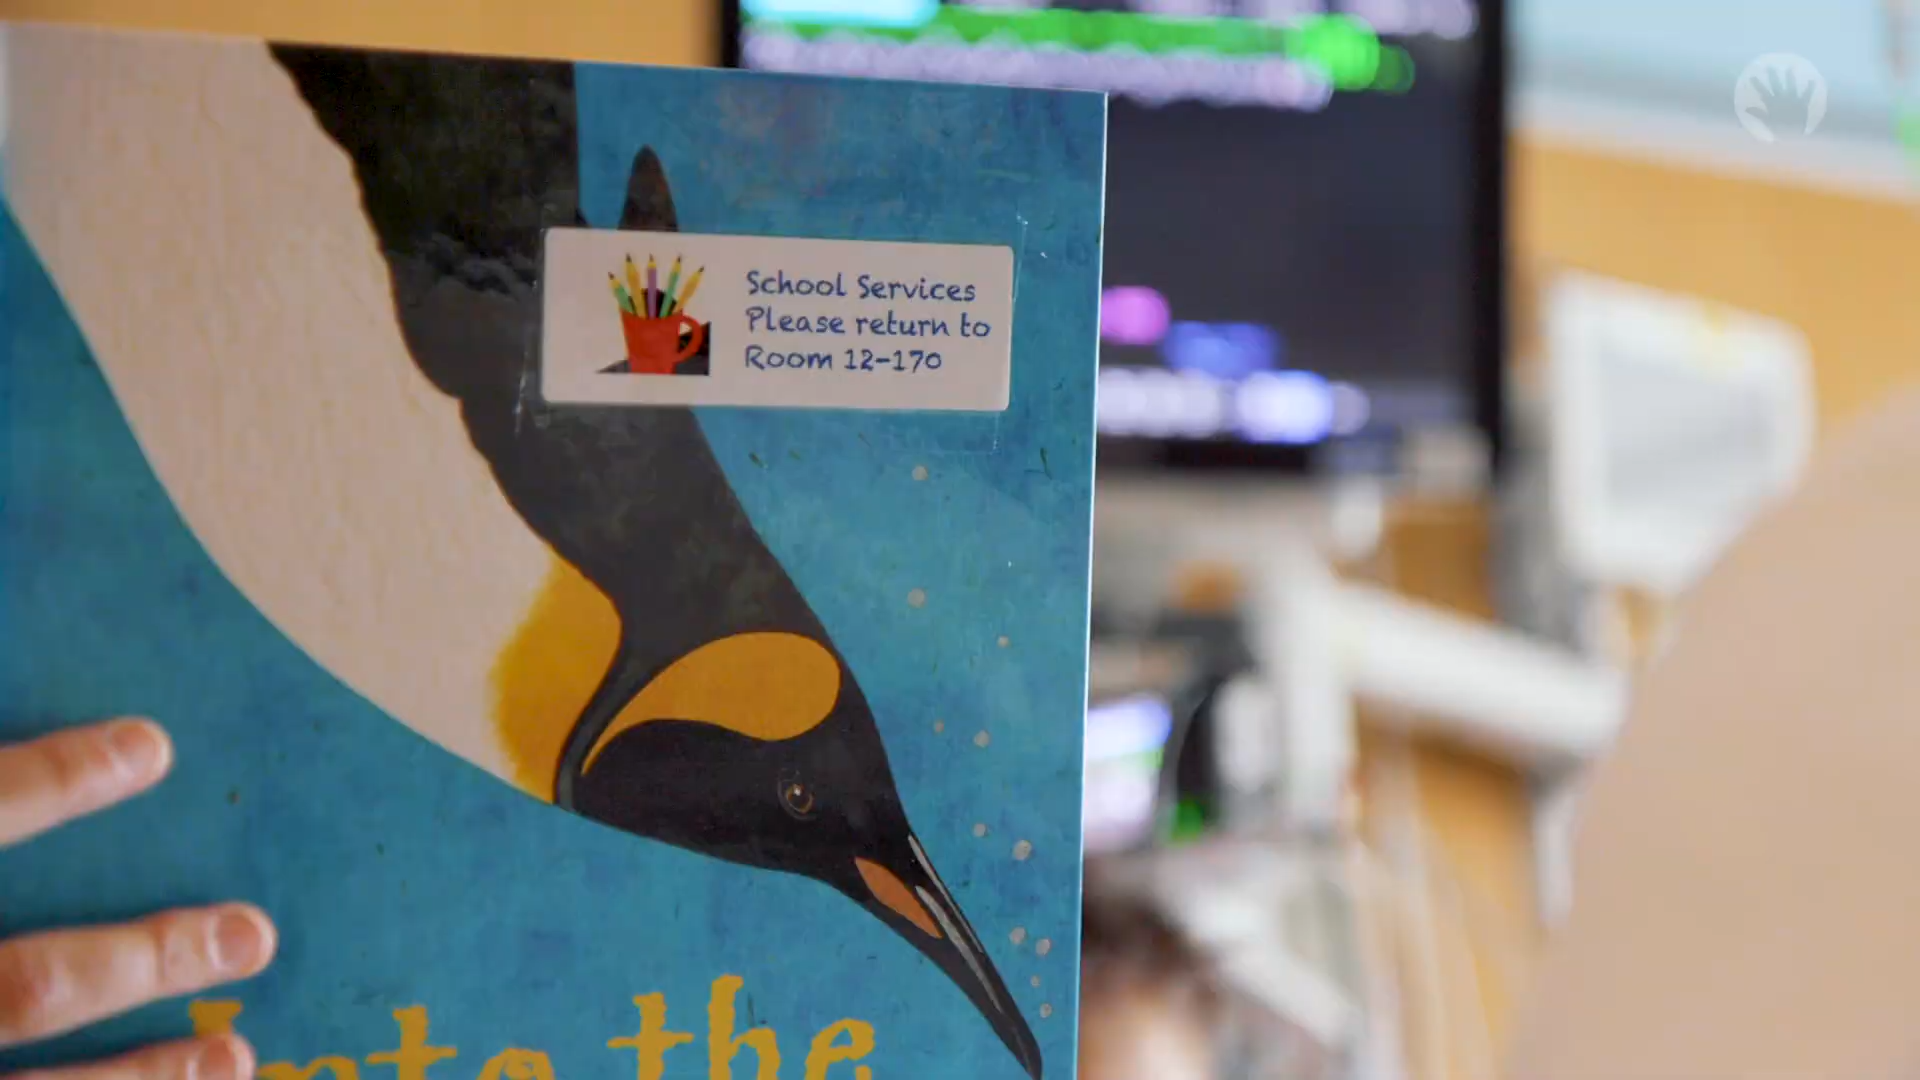 School Services
Please return to
Room 12-170
Into the